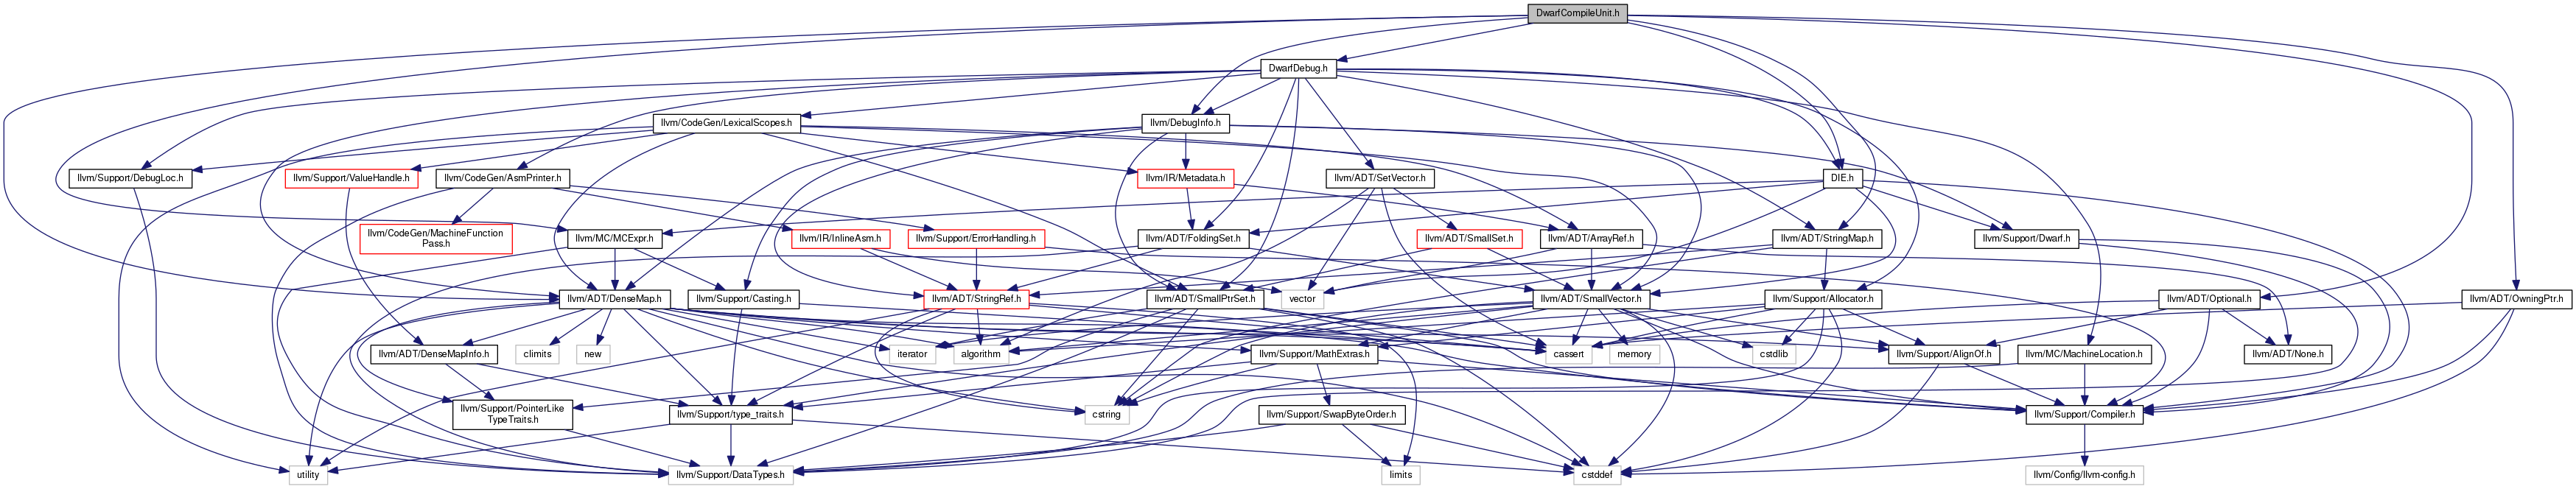 DwarfCompileUnit.h
DwarfDebug.h
llvm/CodeGen/LexicalScopes.h
llvm/DebugInfo.h
llvm/Support/DebugLoc.h
llvm/Support/ValueHandle.h
llvm/CodeGen/AsmPrinter.h
llvm/IR/Metadata.h
llvm/ADT/SetVector.h
DIE.h
llvm/CodeGen/MachineFunction
Pass.h
llvm/MC/MCExpr.h
llvm/IR/InlineAsm.h
llvm/Support/ErrorHandling.h
llvm/ADT/FoldingSet.h
llvm/ADT/SmallSet.h
llvm/ADT/ArrayRef.h
llvm/ADT/StringMap.h
llvm/Support/Dwarf.h
llvm/ADT/DenseMap.h
llvm/Support/Casting.h
llvm/ADT/StringRef.h
llvm/ADT/SmallPtrSet.h
vector
llvm/ADT/SmallVector.h
llvm/Support/Allocator.h
llvm/ADT/Optional.h
llvm/ADT/OwningPtr.h
llvm/ADT/DenseMapInfo.h
climits
new
iterator
algorithm
llvm/Support/MathExtras.h
cassert
memory
cstdlib
llvm/Support/AlignOf.h
llvm/MC/MachineLocation.h
llvm/ADT/None.h
llvm/Support/PointerLike
TypeTraits.h
llvm/Support/type_traits.h
cstring
llvm/Support/SwapByteOrder.h
llvm/Support/Compiler.h
utility
llvm/Support/DataTypes.h
limits
cstddef
llvm/Config/llvm-config.h